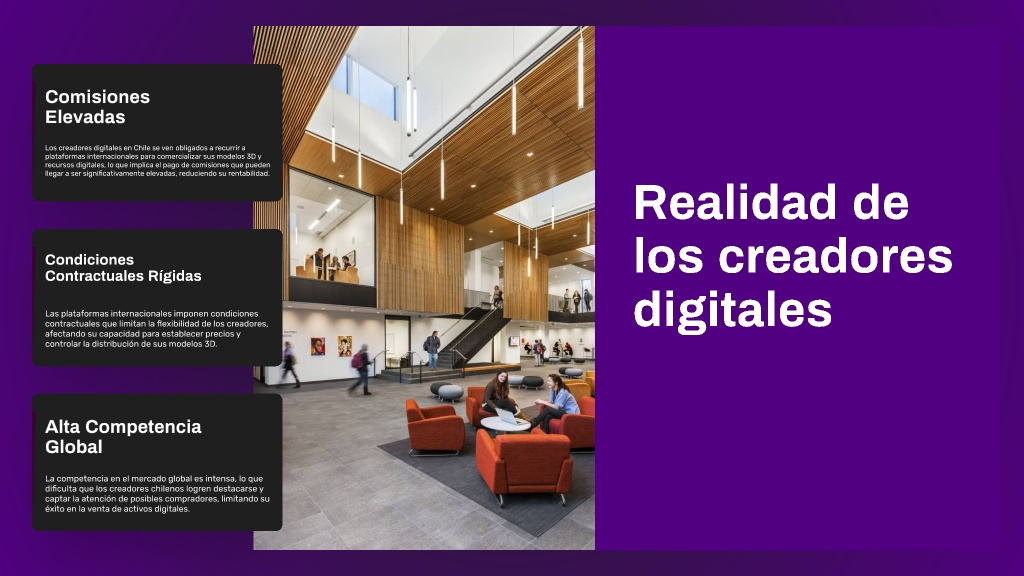 Comisiones
Elevadas
Los creadores digitales en Chile se ven obligados a recurrir a
plataformas internacionales para comercializar sus modelos 3D y
recursos digitales, lo que implica el pago de comisiones que pueden
llegar a ser significativamente elevadas, reduciendo su rentabilidad.
Condiciones
Contractuales Rígidas
Las plataformas internacionales imponen condiciones
contractuales que limitan la flexibilidad de los creadores,
afectando su capacidad para establecer precios y
controlar la distribución de sus modelos 3D.
Alta Competencia
Global
La competencia en el mercado global es intensa, lo que
dificulta que los creadores chilenos logren destacarse y
captar la atención de posibles compradores, limitando su
éxito en la venta de activos digitales.
Realidad de
los creadores
digitales